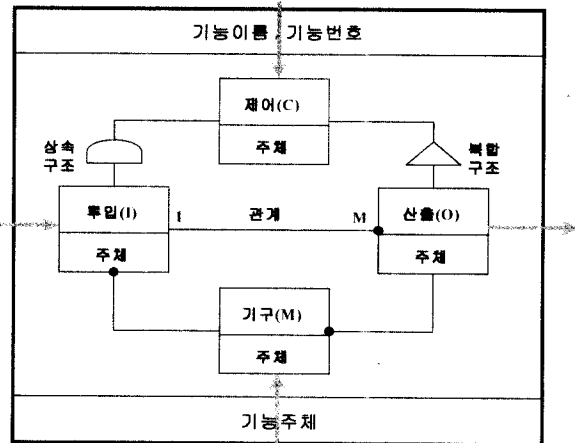 기능이름 / 기능번호
제어(C)
주체
상속
구조
복합
구조
투입(I)
1
관계
M
산출(O)
주체
주체
기구(M)
주체
기능주체